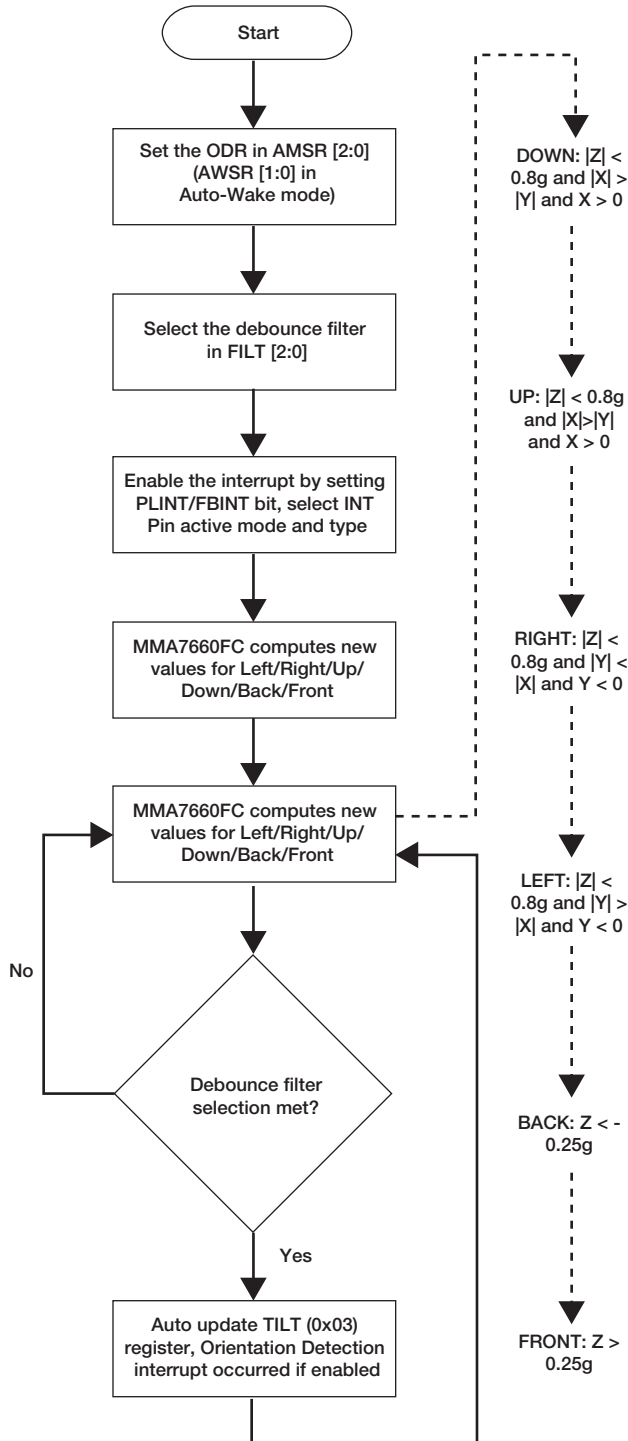 Start
Set the ODR in AMSR [2:0]
(AWSR [1:0] in
Auto-Wake mode)
Select the debounce filter
in FILT [2:0]
Enable the interrupt by setting
PLINT/FBINT bit, select INT
Pin active mode and type
MMA7660FC computes new
values for Left/Right/Up/
Down/Back/Front
MMA7660FC computes new
values for Left/Right/Up/
Down/Back/Front
No
Debounce filter
selection met?
Yes
Auto update TILT (0x03)
register, Orientation Detection
interrupt occurred if enabled
DOWN: |Z| <
0.8g and |X| >
|Y| and X > 0
UP: |Z| < 0.8g
and |X|>|Y|
and X > 0
RIGHT: |Z| <
0.8g and |Y| <
|X| and Y < 0
LEFT: |Z| <
0.8g and |Y| >
|X| and Y < 0
BACK: Z < -
0.25g
FRONT: Z >
0.25g